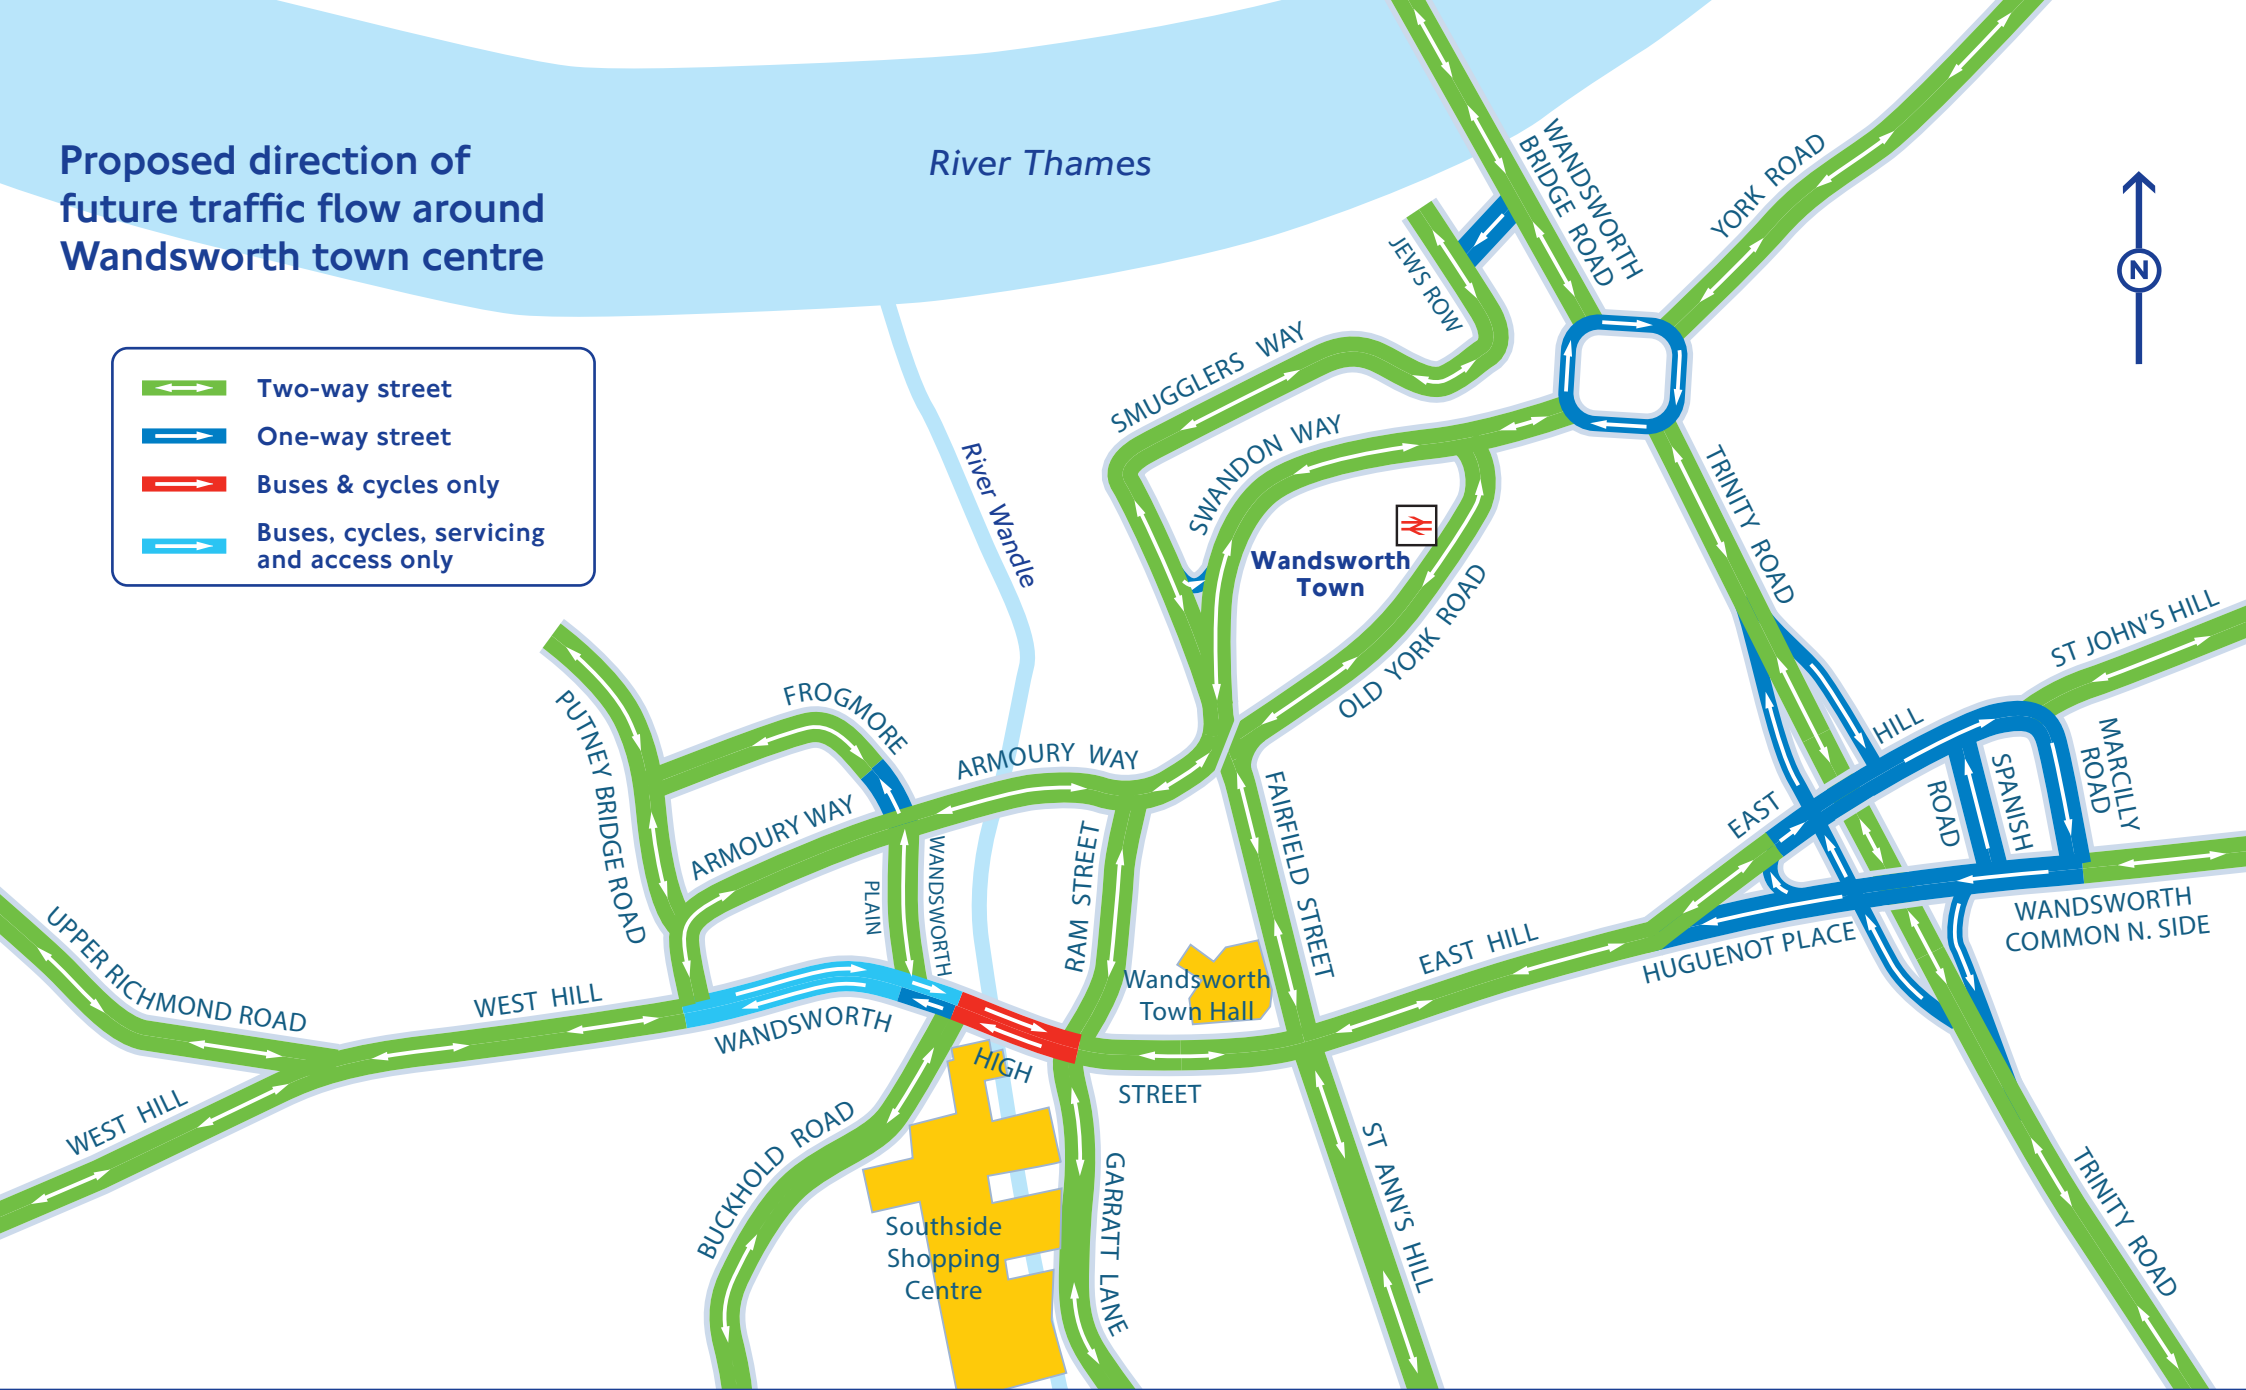 Proposed direction of
future traffic flow around
Wandsworth town centre
River Thames
Two-way street
One-way street
Buses & cycles only
Buses, cycles, servicing
and access only
N
WANDSWORTH
BRIDGE ROAD
YORK ROAD
JEWS ROW
SMUGGLERS WAY
SWANDON WAY
River Wandle
TRINITY ROAD
Wandsworth
Town
OLD YORK ROAD
ST JOHN'S HILL
PUTNEY BRIDGE ROAD
FROGMORE
ARMOURY WAY
ARMOURY WAY
EAST HILL
SPANISH
ROAD
MARCILLY
ROAD
WANDSWORTH
PLAIN
RAM STREET
FAIRFIELD STREET
WANDSWORTH
COMMON N. SIDE
HUGUENOT PLACE
EAST HILL
UPPER RICHMOND ROAD
WEST HILL
Wandsworth
Town Hall
WANDSWORTH HIGH STREET
WEST HILL
BUCKHOLD ROAD
Southside
Shopping
Centre
GARRATT LANE
ST ANN'S HILL
TRINITY ROAD